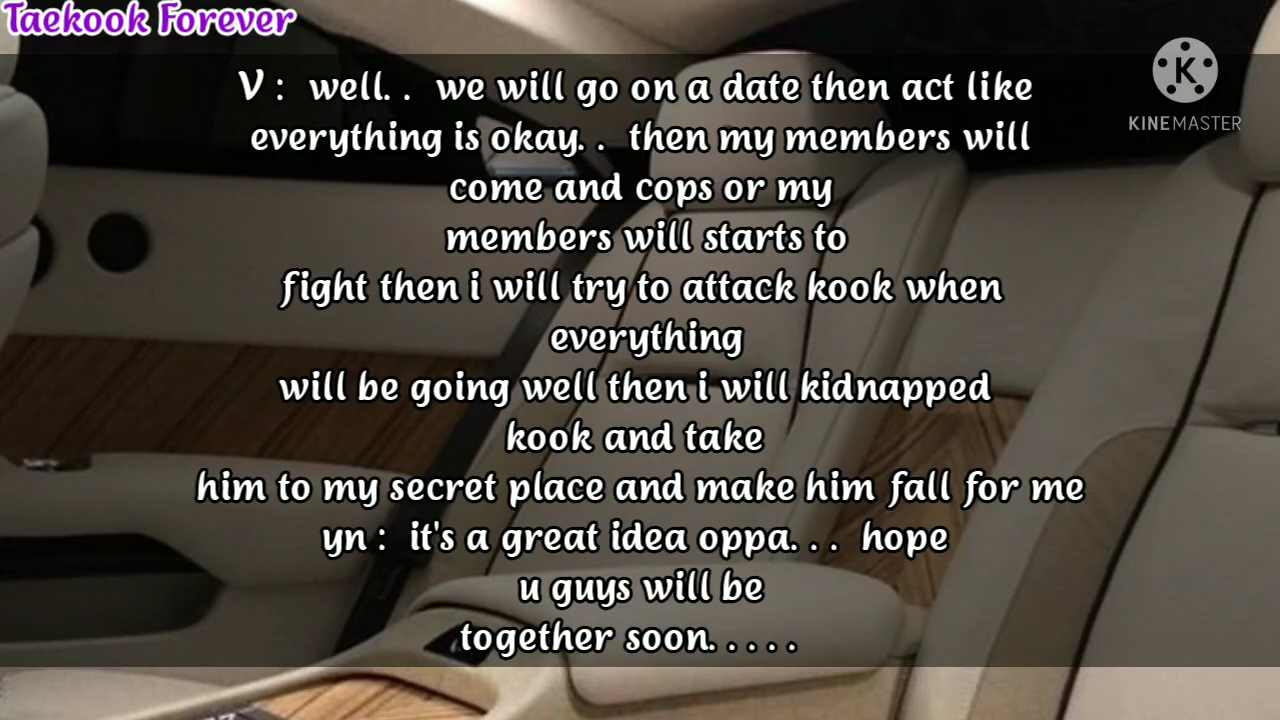 Taekook Forever
K
KINEMASTER
V : well. . we will go on a date then act like
everything is okay. . then my members will
come and cops or my
members will starts to
fight then i will try to attack kook when
everything
will be going well then i will kidnapped
kook and take
him to my secret place and make him fall for me
yn : it's a great idea oppa. . . hope
u guys will be
together soon. . . . .